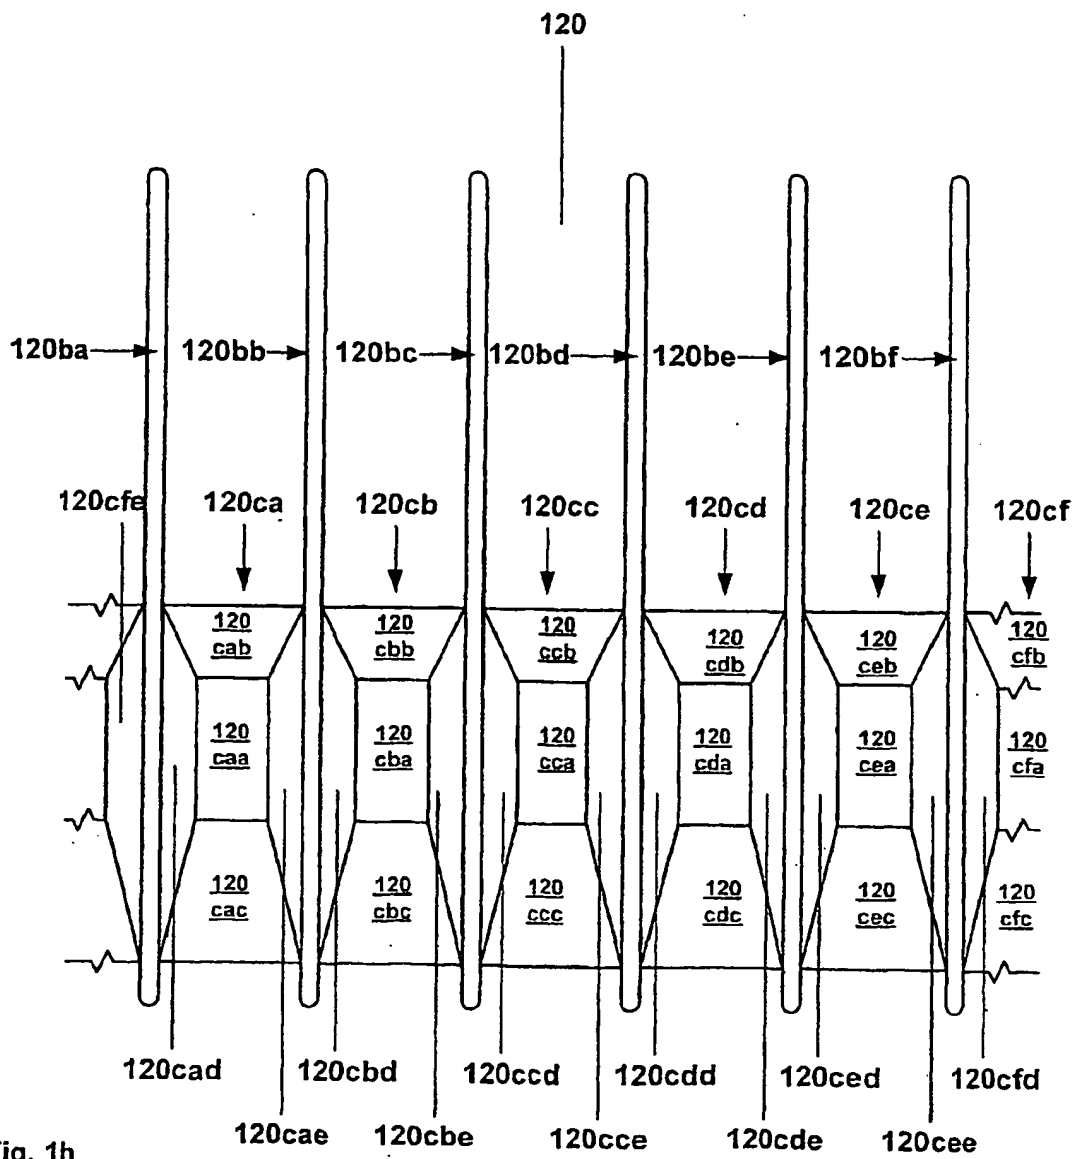 120
120ba 120bb 120bc 120bd 120be 120bf
120cfe 120ca 120cb 120cc 120cd 120ce 120cf
120 120 120 120 120 120
cab cbb ccb cdb ceb cfb
120 120 120 120 120 120
caa cba cca cda cea cfa
120 120 120 120 120 120
cac cbc ccc cdc cec cfc
120cad 120cbd 120ccd 120cdd 120ced 120cfd
120cae 120cbe 120cce 120cde 120cee
ig. 1h